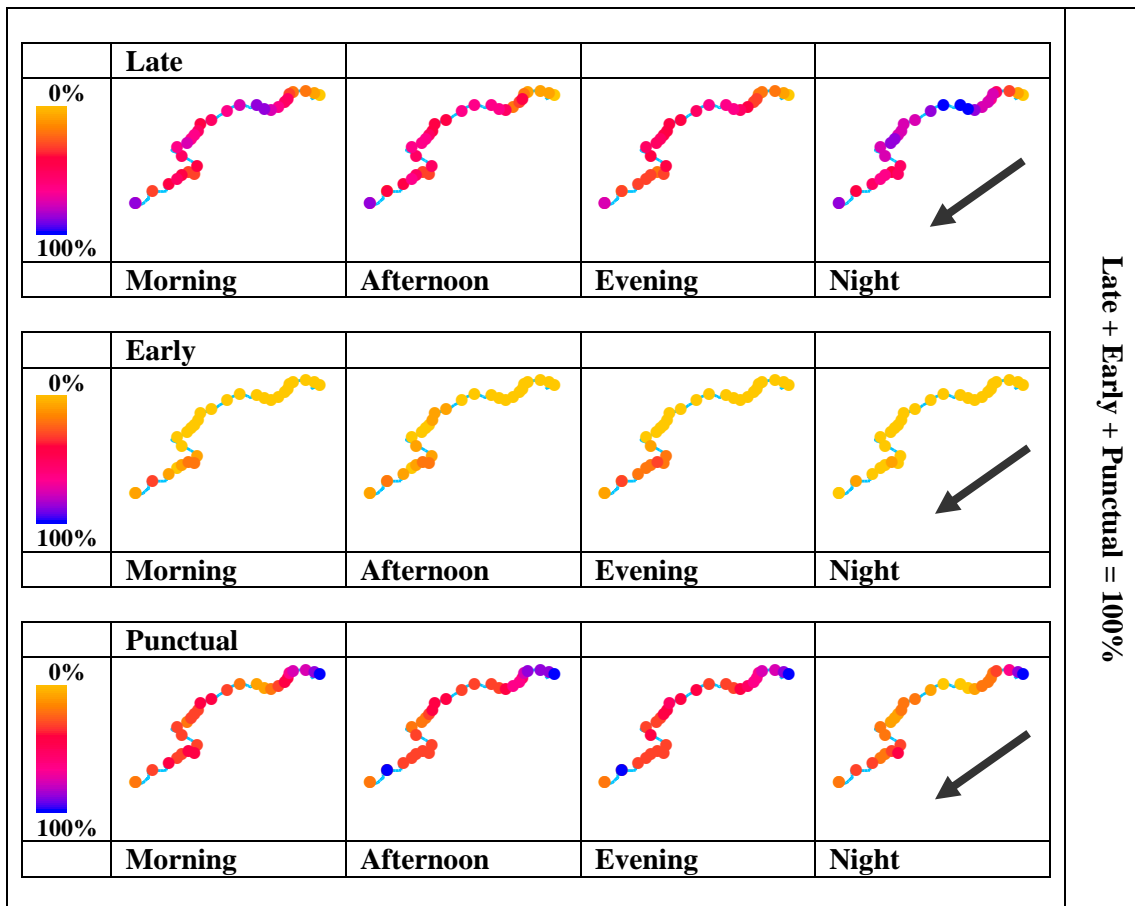 Late
0%
100%
Morning Afternoon Evening Night
Early
0%
100%
Morning Afternoon Evening Night
Punctual
0%
100%
Morning Afternoon Evening Night
Late + Early + Punctual = 100%